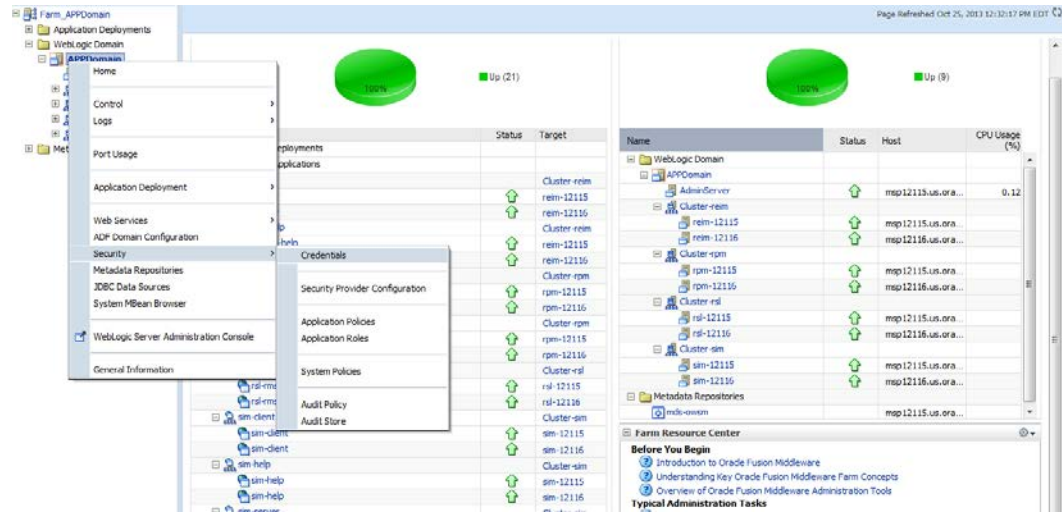 Farm_APPDomain
Page Refreshed Oct 25, 2013 12:32:17 PM EDT
Application Deployments
WebLogic Domain
APPDomain
Met
Home
Control
Logs
Port Usage
Application Deployment
Web Services
ADF Domain Configuration
Security
Metadata Repositories
JDBC Data Sources
System MBean Browser
WebLogic Server Administration Console
General Information
Credentials
Security Provider Configuration
Application Policies
Application Roles
System Policies
Audit Policy
Audit Store
100%
Up (21)
Status Target
eployments
pplications
Cluster-reim
reim-12115
reim-12116
lp Cluster-reim
help reim-12115
reim-12116
Cluster-rpm
rpm-12115
rpm-12116
Cluster-rpm
rpm-12115
rpm-12116
Cluster-rsl
rsl-rms rsl-12115
rsl-rms rsl-12116
sim-client Cluster-sim
sim-client sim-12115
sim-client sim-12116
sim-help Cluster-sim
sim-help sim-12115
sim-help sim-12116
sim-server Cluster-sim
100%
Up (9)
Name Status Host CPU Usage (%)
WebLogic Domain
APPDomain
AdminServer msp12115.us.ora... 0.12
Cluster-reim
reim-12115 msp12115.us.ora...
reim-12116 msp12116.us.ora...
Cluster-rpm
rpm-12115 msp12115.us.ora...
rpm-12116 msp12116.us.ora...
Cluster-rsl
rsl-12115 msp12115.us.ora...
rsl-12116 msp12116.us.ora...
Cluster-sim
sim-12115 msp12115.us.ora...
sim-12116 msp12116.us.ora...
Metadata Repositories
mds-owsm msp12115.us.ora...
Farm Resource Center
Before You Begin
Introduction to Oracle Fusion Middleware
Understanding Key Oracle Fusion Middleware Farm Concepts
Overview of Oracle Fusion Middleware Administration Tools
Typical Administration Tasks